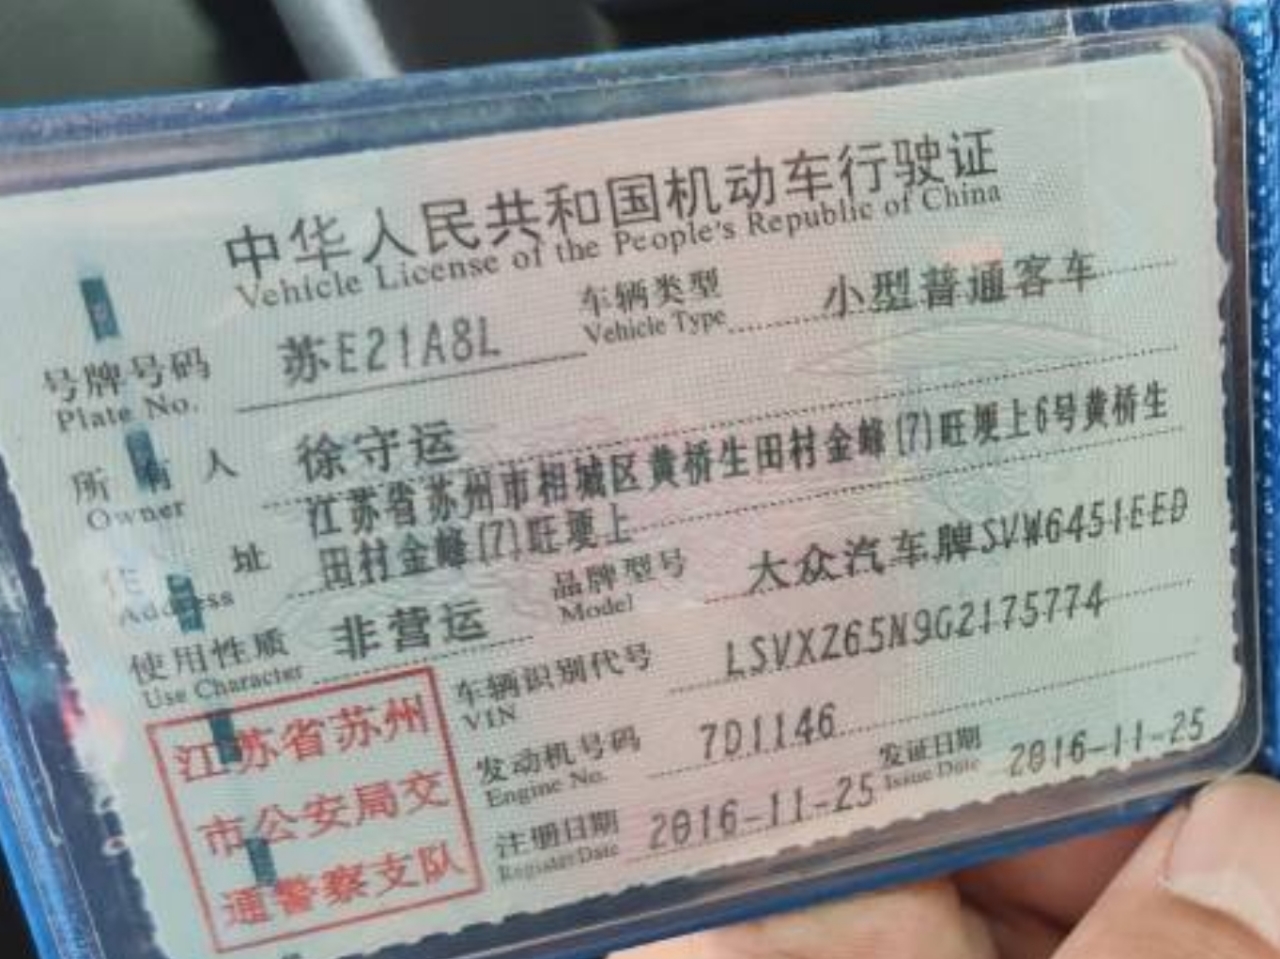 中华人民共和国机动车行驶证
Vehicle License of the People's Republic of China
号牌号码 苏E21A8L 车辆类型 小型普通客车
Plate No. Vehicle Type
所有人 徐守运
Owner
住址 江苏省苏州市相城区黄桥生田村金峰(7)旺埂上6号黄桥生
Address 田村金峰(7)旺埂上
使用性质 非营运 品牌型号 大众汽车牌SVW6451EED
Use Character Model
车辆识别代号 LSVXZ65N9G2175774
VIN
发动机号码 7D1146
Engine No.
注册日期 2016-11-25 发证日期 2016-11-25
Register Date Issue Date
江苏省苏州
市公安局交
通警察支队